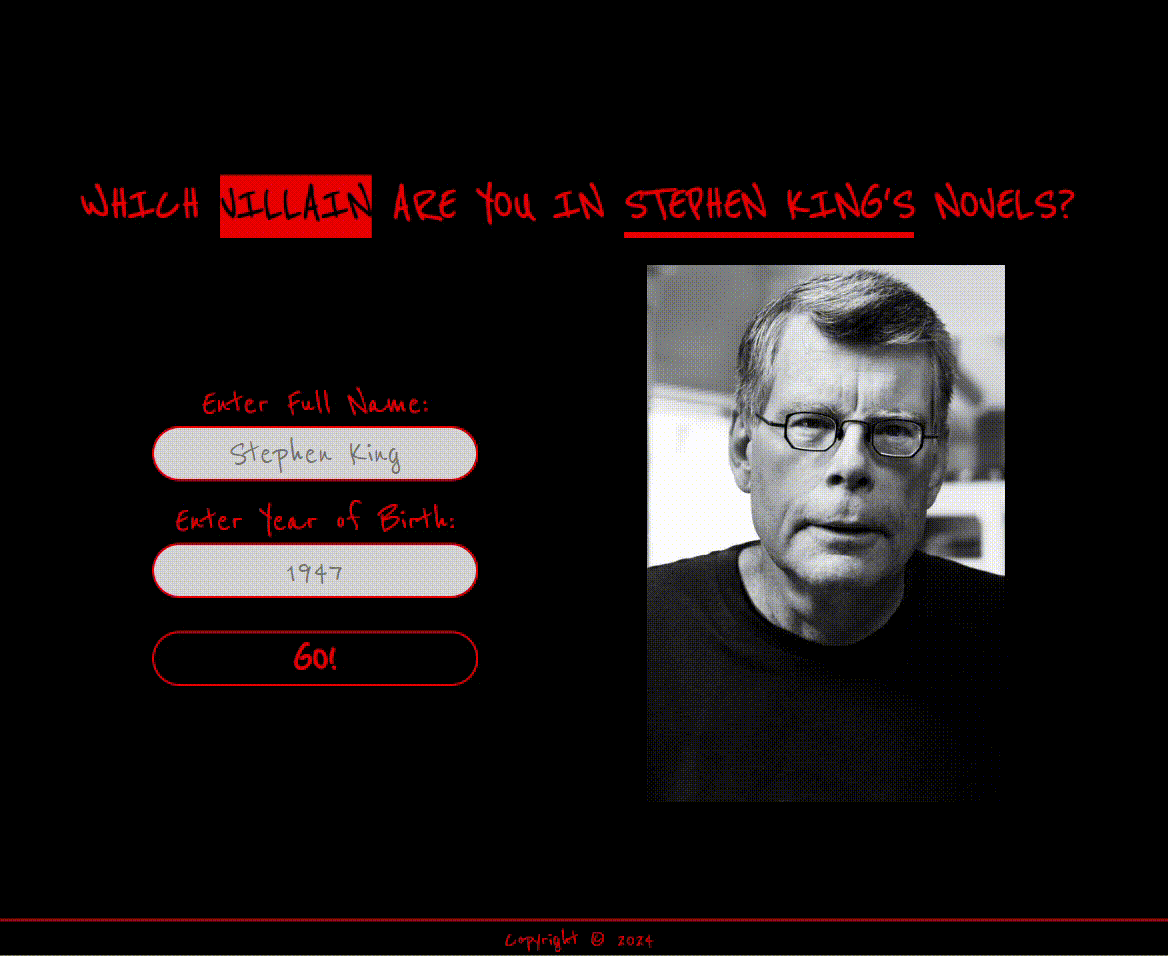 WHICH VILLAIN ARE YOU IN STEPHEN KING'S NOVELS?
Enter Full Name:
Stephen King
Enter Year of Birth:
1947
GO!
Copyright © 2024